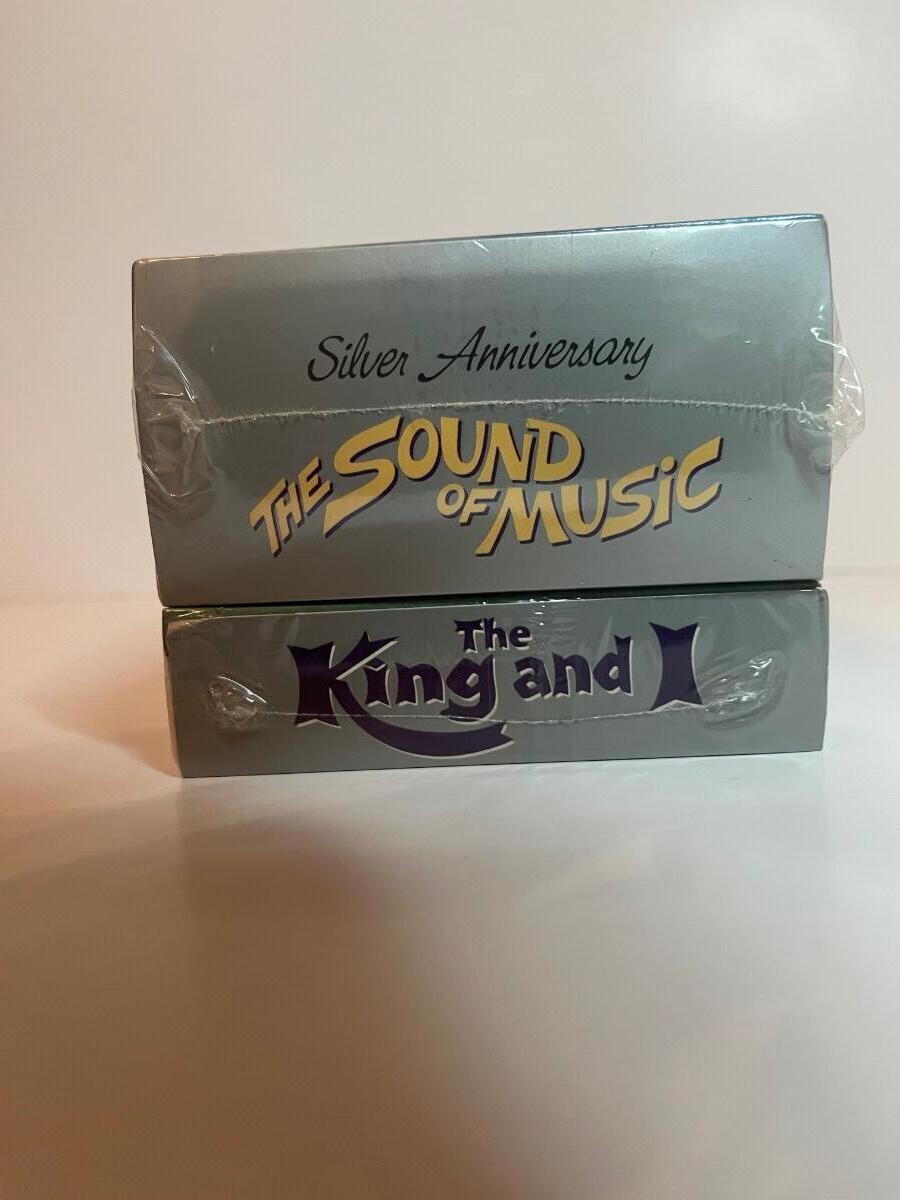 Silver Anniversary
THE SOUND
OF MUSIC
The
King and I